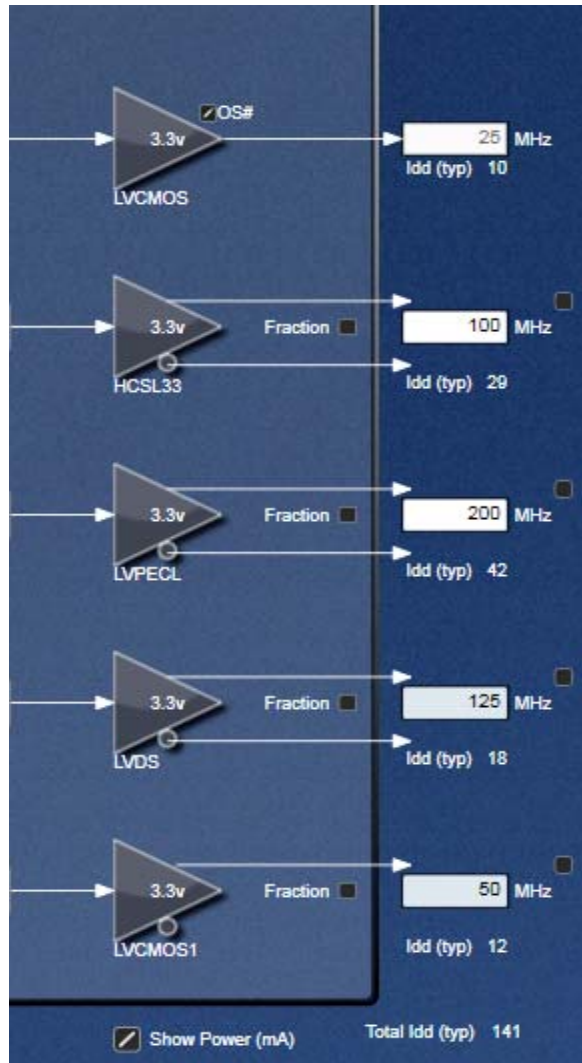 OS#
3.3v 25 MHz
Idd (typ) 10
LVCMOS
3.3v Fraction 100 MHz
HCSL33 Idd (typ) 29
3.3v Fraction 200 MHz
LVPECL Idd (typ) 42
3.3v Fraction 125 MHz
LVDS Idd (typ) 18
3.3v Fraction 50 MHz
LVCMOS1 Idd (typ) 12
Show Power (mA) Total Idd (typ) 141